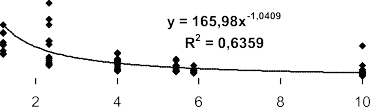 y = 165,98x^-1,0409
R² = 0,6359
2 4 6 8 10